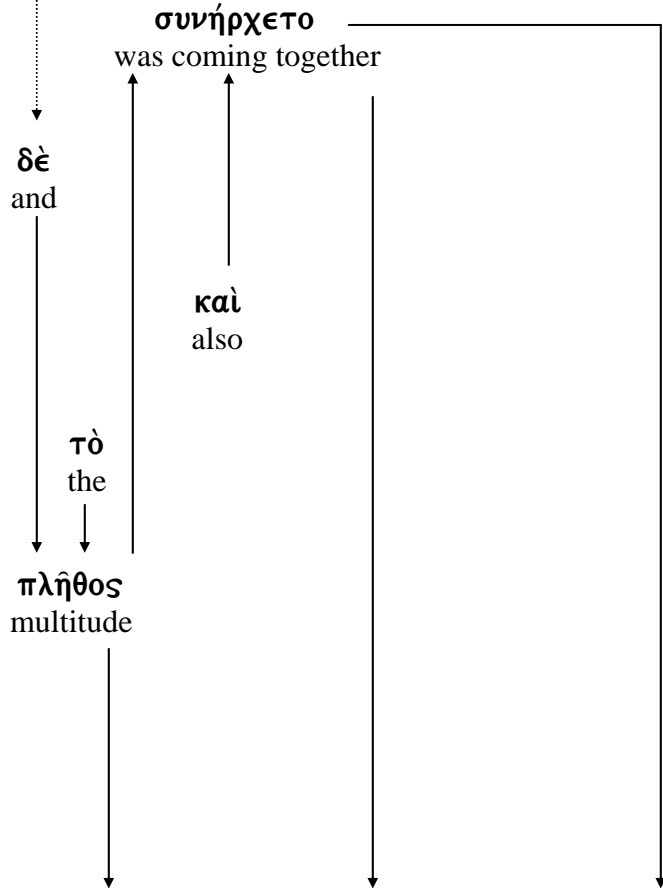 συνήρχετο
was coming together
δὲ
and
καὶ
also
τὸ
the
πλῆθος
multitude